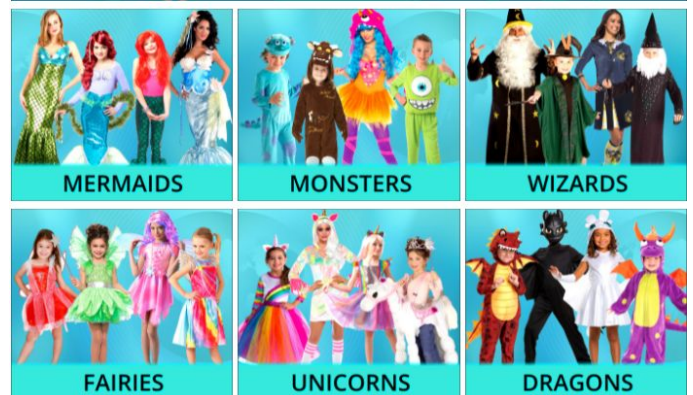 MERMAIDS
MONSTERS
WIZARDS
FAIRIES
UNICORNS
DRAGONS